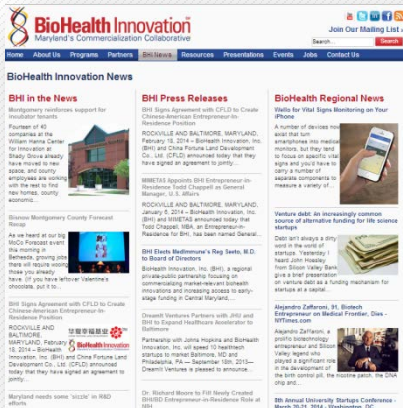 BioHealth Innovation
Maryland's Commercialization Collaborative
Join Our Mailing List
Search... Search
Home About Us Programs Partners BHI News Resources Presentations Events Jobs Contact Us
BioHealth Innovation News
BHI in the News
Montgomery reinforces support for
incubator tenants
Fourteen of 40
companies at the
William Hanna Center
for Innovation at
Shady Grove already
have moved to new
space, and county
employees are working
with the rest to find
new homes, county
economic...
Bisnow Montgomery County Forecast
Recap
As we heard at our big
MoCo Forecast event
this morning in
Bethesda, growing jobs
there will require wooing
those you already
have. (If you have leftover Valentine's
chocolate, put it to...
BHI Signs Agreement with CFLD to Create
Chinese-American Entrepreneur-In-
Residence Position
ROCKVILLE AND
BALTIMORE,
MARYLAND, February
18, 2014 – BioHealth
Innovation, Inc. (BHI) and China Fortune Land
Development Co., Ltd. (CFLD) announced
today that they have signed an agreement to
jointly...
Maryland needs some 'sizzle' in R&D
efforts
BHI Press Releases
BHI Signs Agreement with CFLD to Create
Chinese-American Entrepreneur-In-
Residence Position
ROCKVILLE AND BALTIMORE, MARYLAND,
February 18, 2014 – BioHealth Innovation, Inc.
(BHI) and China Fortune Land Development
Co., Ltd. (CFLD) announced today that they
have signed an agreement to jointly...
MIMETAS Appoints BHI Entrepreneur-In-
Residence Todd Chappell as General
Manager, U.S. Affairs
ROCKVILLE AND BALTIMORE, MARYLAND,
January 6, 2014 – BioHealth Innovation, Inc.
(BHI) and MIMETAS announced today that
Todd Chappell, MBA, an Entrepreneur-in-
Residence for BHI, has been named General...
BHI Elects MedImmune's Reg Seeto, M.D.
to Board of Directors
BioHealth Innovation, Inc. (BHI), a regional
private-public partnership focusing on
commercializing market-relevant biohealth
innovations and increasing access to early-
stage funding in Central Maryland,...
DreamIt Ventures Partners with JHU and
BHI to Expand Healthcare Accelerator to
Baltimore
Partnership with Johns Hopkins and BioHealth
Innovation, Inc. will speed 10 healthtech
startups to market Baltimore, MD and
Philadelphia, PA — September 18th, 2013—
DreamIt Ventures is pleased to announce...
Dr. Richard Moore to Fill Newly Created
BHI/BD Entrepreneur-in-Residence Role at
BioHealth Regional News
Wello for Vital Signs Monitoring on Your
iPhone
A number of devices now
exist that turn
smartphones into medical
monitors, but they tend
to focus on specific vital
signs and you'd have to
carry a number of
separate components to
measure a variety of...
Venture debt: An increasingly common
source of alternative funding for life science
startups
Debt isn't always a dirty
word in the world of
startups. Yesterday I
heard John Hossley
from Silicon Valley Bank
give a brief presentation
on venture debt as a funding mechanism for
startups at a capital...
Alejandro Zaffaroni, 91, Biotech
Entrepreneur on Medical Frontier, Dies -
NYTimes.com
Alejandro Zaffaroni, a
prolific biotechnology
entrepreneur and Silicon
Valley legend who
played a significant role
in the development of
the birth control pill, the nicotine patch, the DNA
chip and...
8th Annual University Startups Conference -
March 20-21, 2014 - Washington, DC